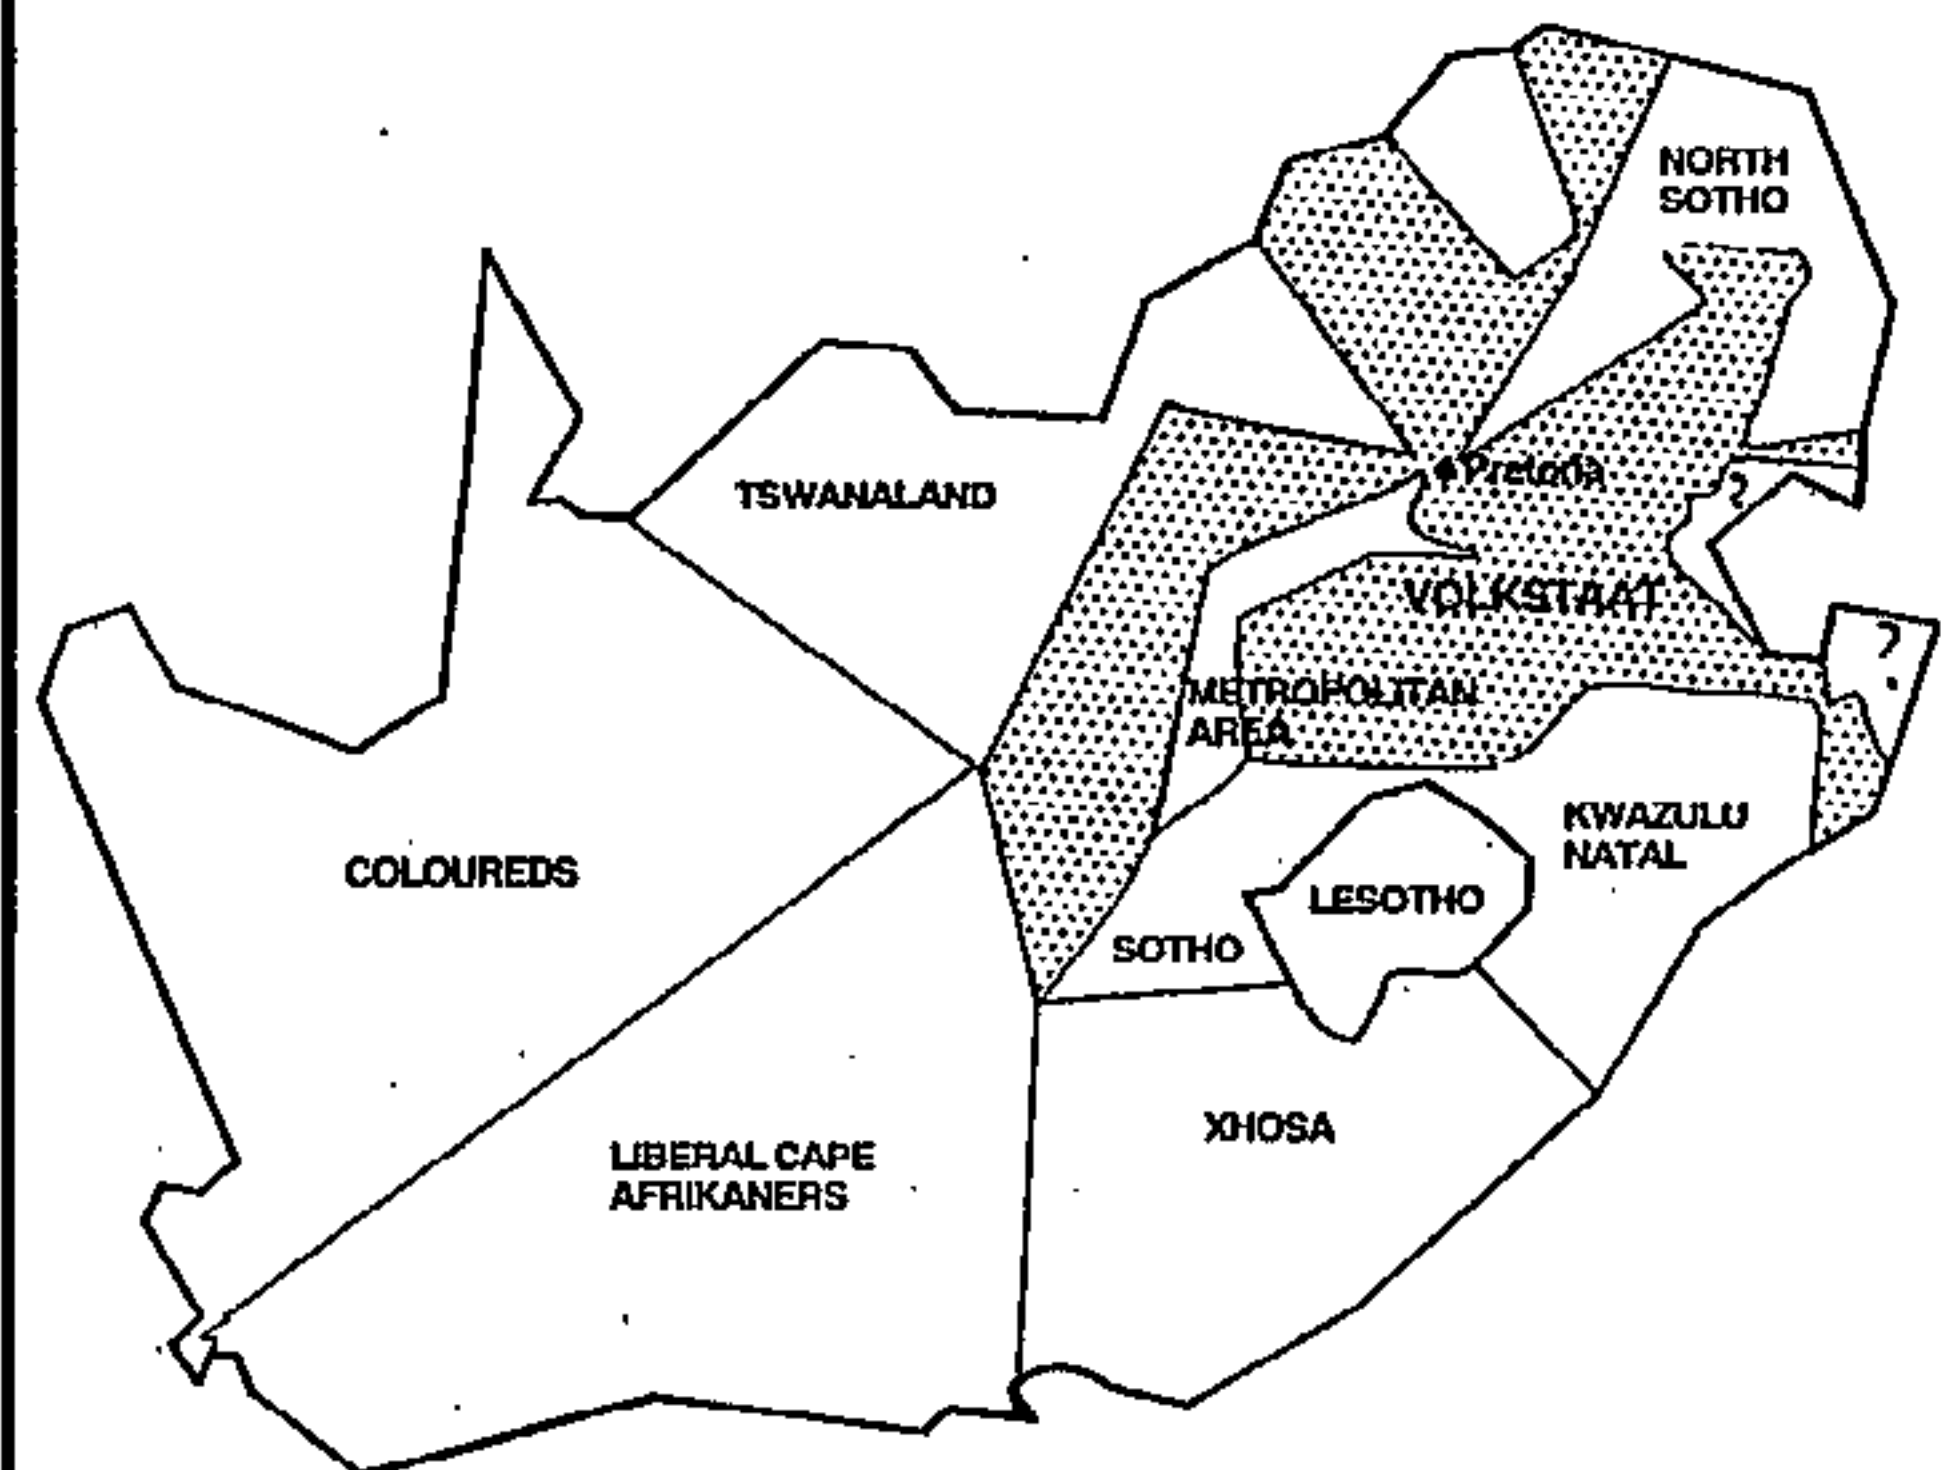 NORTH
SOTHO
TSWANALAND
Pretoria
?
VOLKSTAAT
?
METROPOLITAN
AREA
KWAZULU
NATAL
COLOUREDS
LESOTHO
SOTHO
XHOSA
LIBERAL CAPE
AFRIKANERS